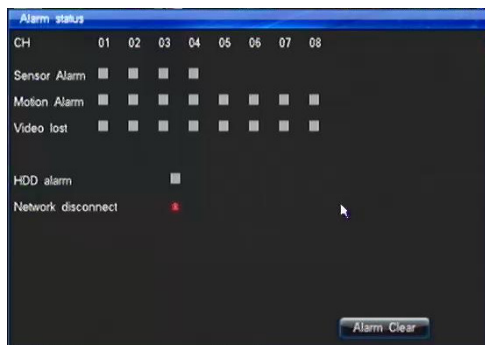 Alarm status
CH 01 02 03 04 05 06 07 08
Sensor Alarm
Motion Alarm
Video lost
HDD alarm
Network disconnect
Alarm Clear